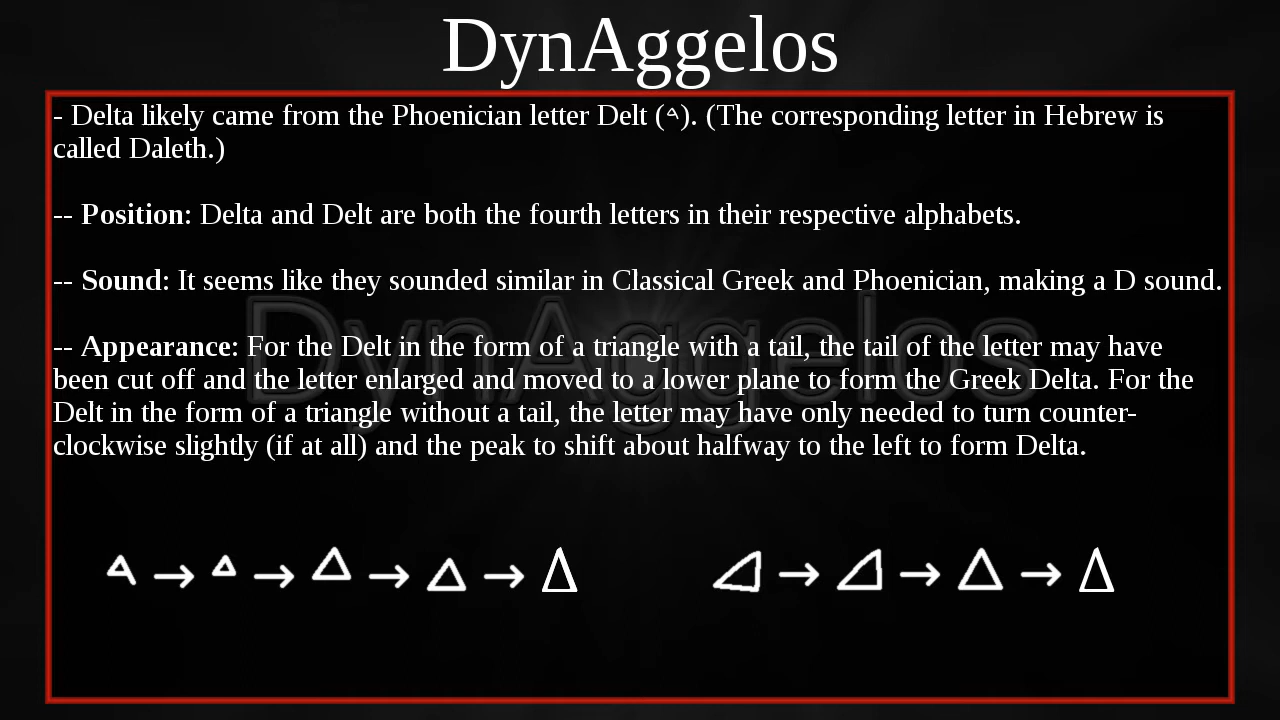 DynAggelos
- Delta likely came from the Phoenician letter Delt (𐤃). (The corresponding letter in Hebrew is
called Daleth.)
-- Position: Delta and Delt are both the fourth letters in their respective alphabets.
-- Sound: It seems like they sounded similar in Classical Greek and Phoenician, making a D sound.
DynAggelos
-- Appearance: For the Delt in the form of a triangle with a tail, the tail of the letter may have
been cut off and the letter enlarged and moved to a lower plane to form the Greek Delta. For the
Delt in the form of a triangle without a tail, the letter may have only needed to turn counter-
clockwise slightly (if at all) and the peak to shift about halfway to the left to form Delta.
𐤃 → Δ → Δ → Δ → Δ 𐤃 → 𐤃 → Δ → Δ